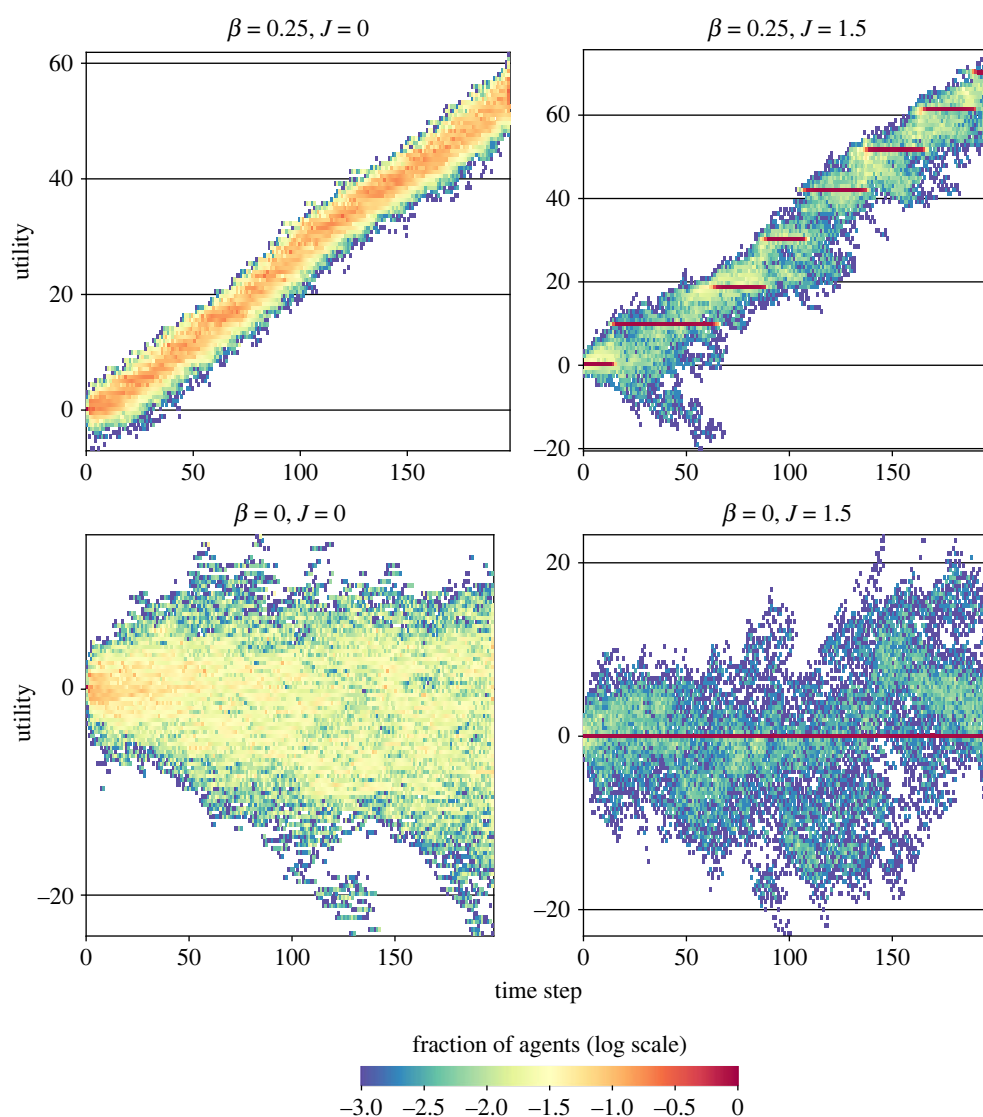 β = 0.25, J = 0
β = 0.25, J = 1.5
60
40
20
0
utility
0 50 100 150
60
40
20
0
–20
0 50 100 150
β = 0, J = 0
β = 0, J = 1.5
0
–20
utility
0 50 100 150
20
0
–20
0 50 100 150
time step
fraction of agents (log scale)
–3.0 –2.5 –2.0 –1.5 –1.0 –0.5 0